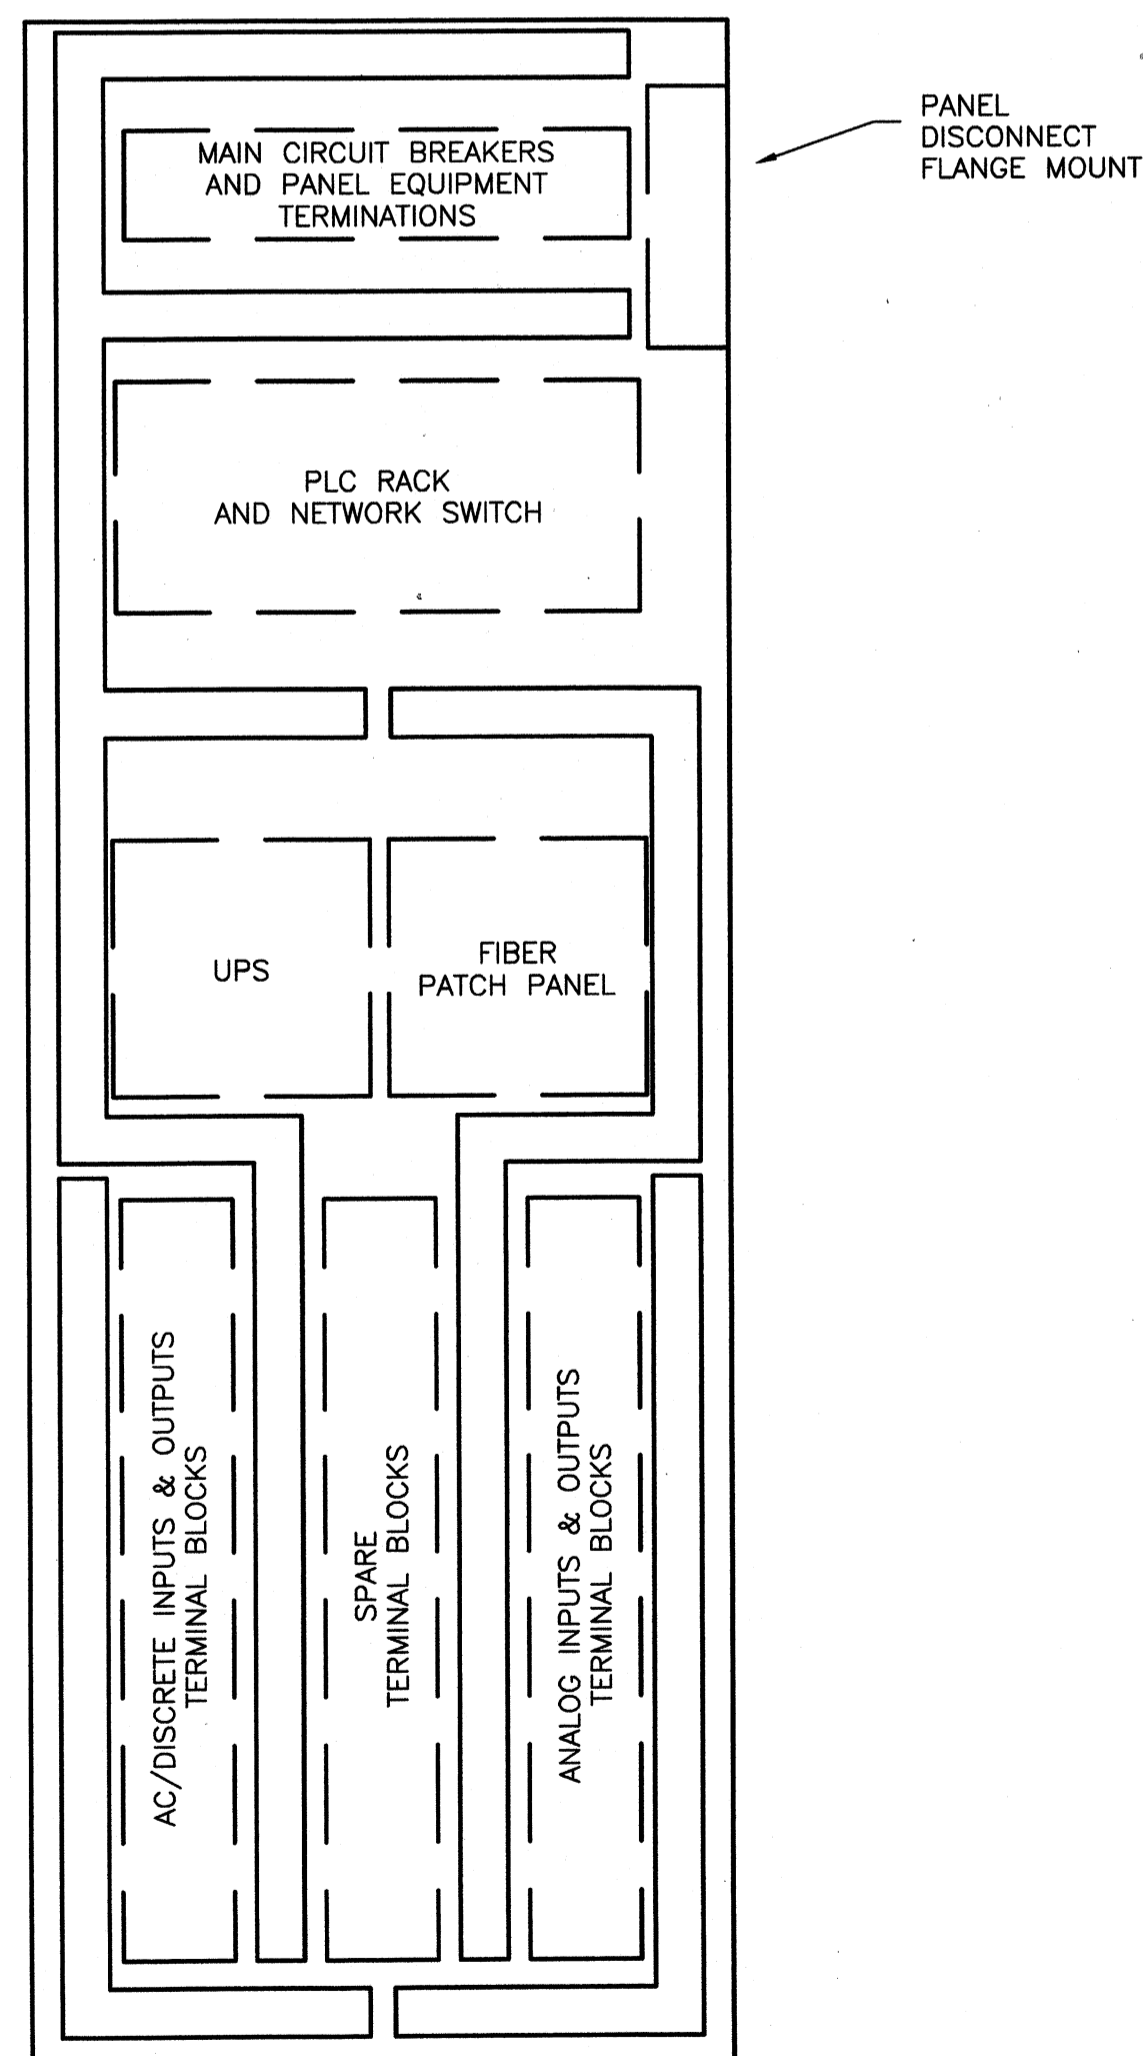 PANEL
DISCONNECT
FLANGE MOUNT
MAIN CIRCUIT BREAKERS
AND PANEL EQUIPMENT
TERMINATIONS
PLC RACK
AND NETWORK SWITCH
UPS
FIBER
PATCH PANEL
AC/DISCRETE INPUTS & OUTPUTS
TERMINAL BLOCKS
SPARE
TERMINAL BLOCKS
ANALOG INPUTS & OUTPUTS
TERMINAL BLOCKS